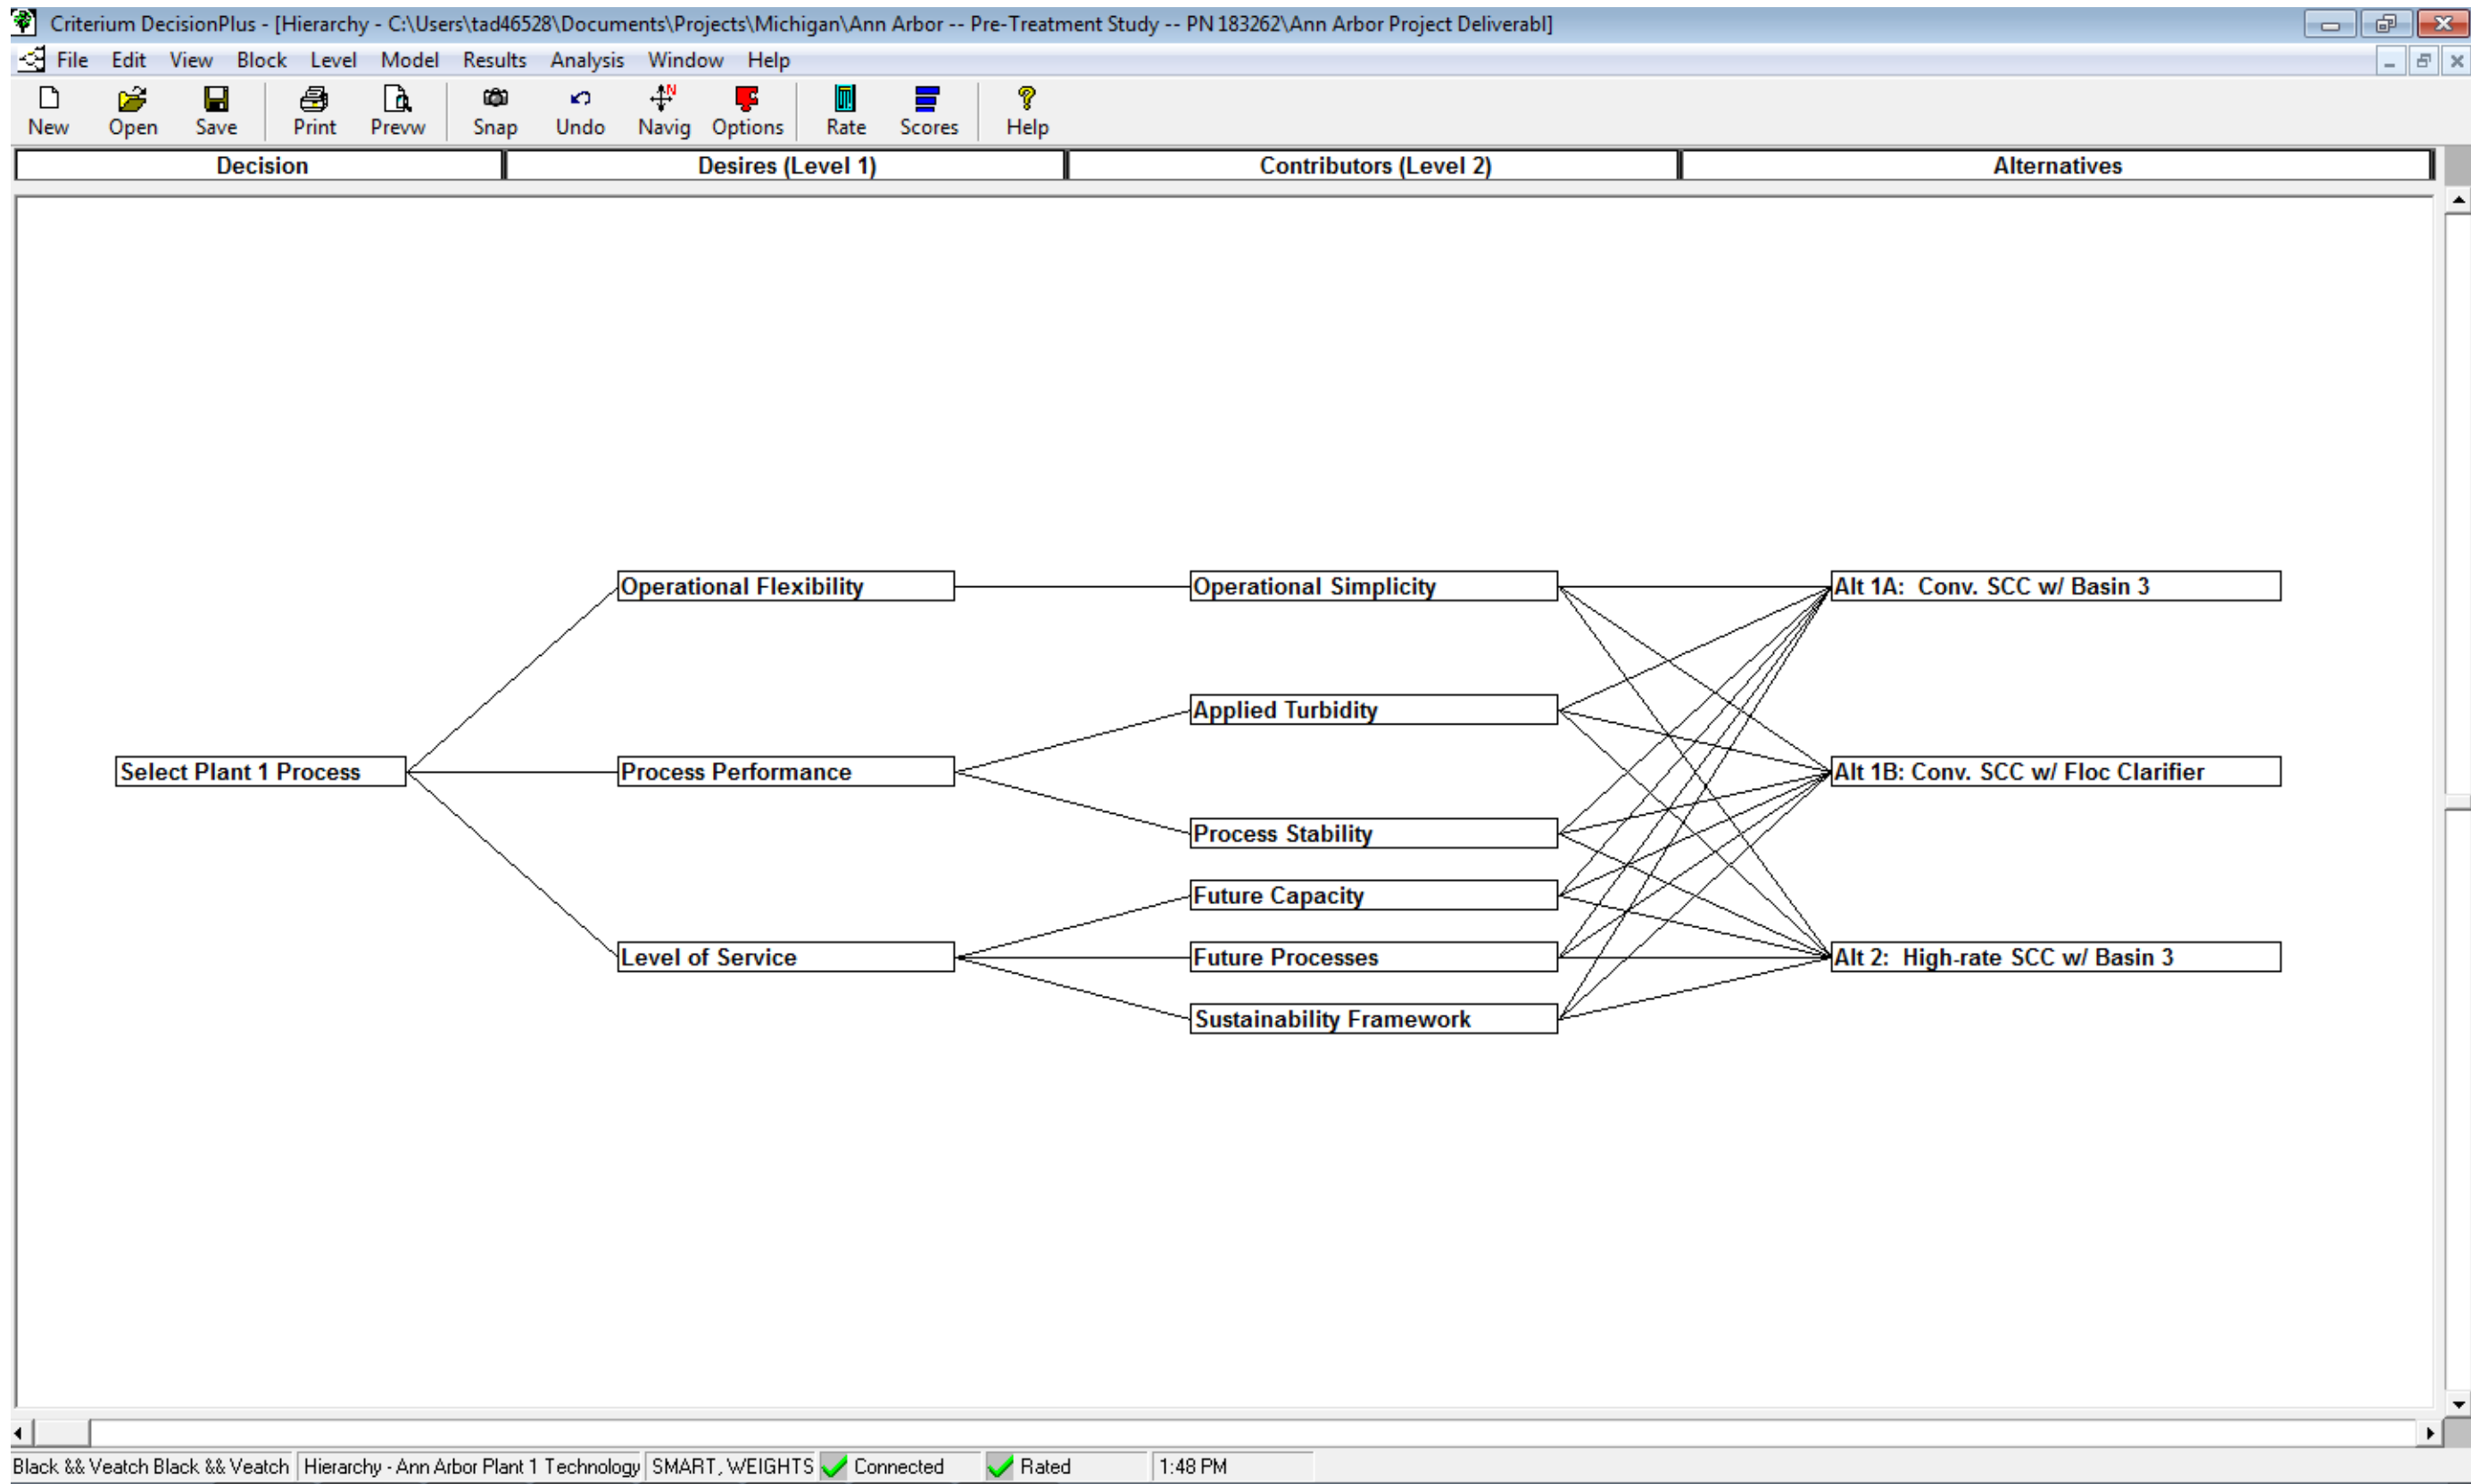 Criterium DecisionPlus - [Hierarchy - C:\Users\tad46528\Documents\Projects\Michigan\Ann Arbor -- Pre-Treatment Study -- PN 183262\Ann Arbor Project Deliverabl]
File Edit View Block Level Model Results Analysis Window Help
New Open Save Print Prevw Snap Undo Navig Options Rate Scores Help
Decision Desires (Level 1) Contributors (Level 2) Alternatives
Operational Flexibility Operational Simplicity Alt 1A: Conv. SCC w/ Basin 3
Applied Turbidity
Select Plant 1 Process Process Performance Alt 1B: Conv. SCC w/ Floc Clarifier
Process Stability
Future Capacity
Level of Service Future Processes Alt 2: High-rate SCC w/ Basin 3
Sustainability Framework
Black && Veatch Black && Veatch Hierarchy - Ann Arbor Plant 1 Technology SMART, WEIGHTS Connected Rated 1:48 PM